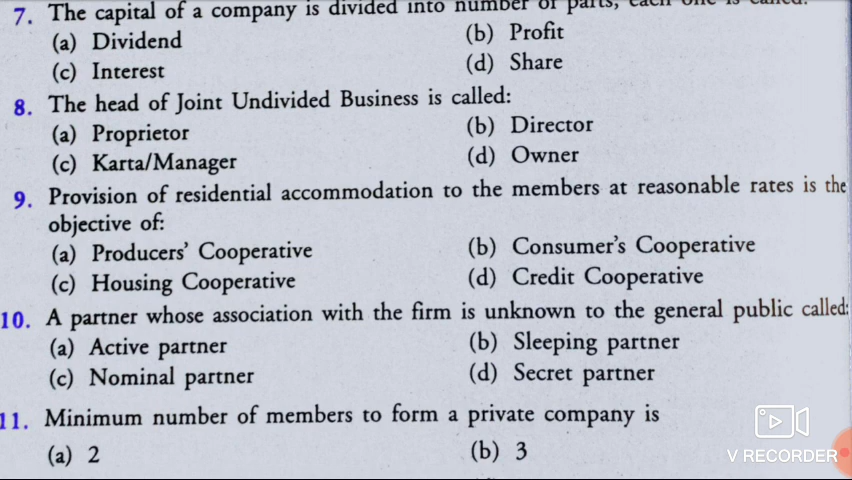 7. The capital of a company is divided into number of parts, each one is called:
(a) Dividend (b) Profit
(c) Interest (d) Share
8. The head of Joint Undivided Business is called:
(a) Proprietor (b) Director
(c) Karta/Manager (d) Owner
9. Provision of residential accommodation to the members at reasonable rates is the
objective of:
(a) Producers' Cooperative (b) Consumer's Cooperative
(c) Housing Cooperative (d) Credit Cooperative
10. A partner whose association with the firm is unknown to the general public called:
(a) Active partner (b) Sleeping partner
(c) Nominal partner (d) Secret partner
11. Minimum number of members to form a private company is
(a) 2 (b) 3
V RECORDER